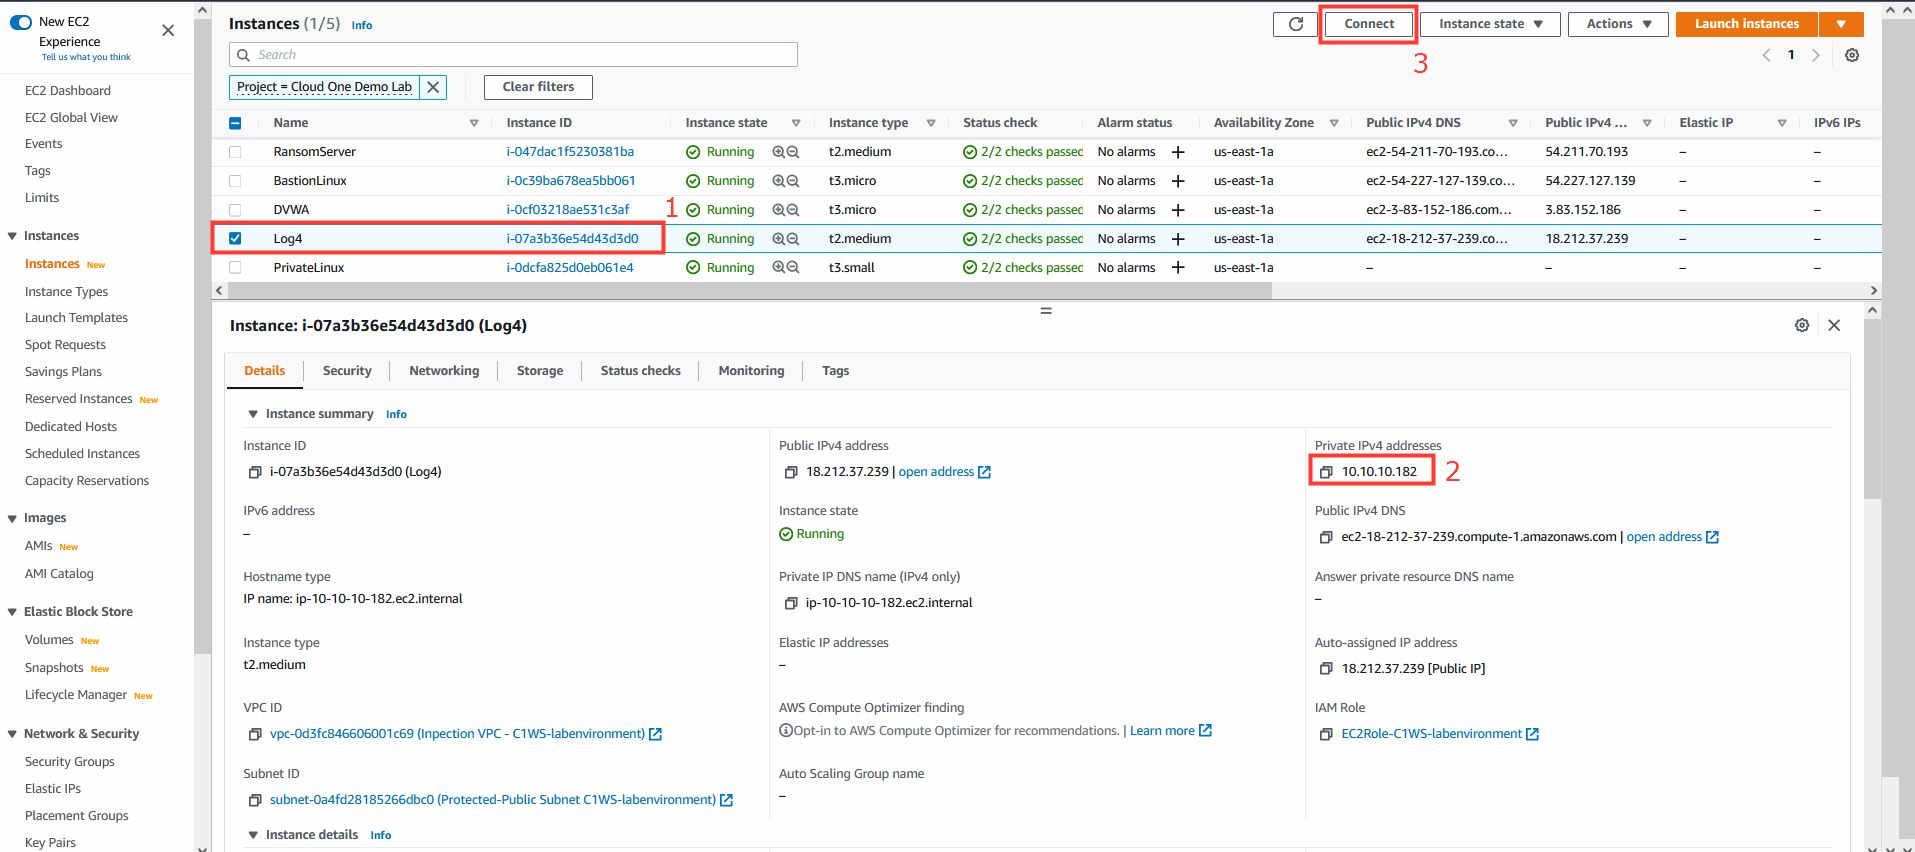 New EC2
Experience
Tell us what you think
EC2 Dashboard
EC2 Global View
Events
Tags
Limits
Instances
Instances New
Instance Types
Launch Templates
Spot Requests
Savings Plans
Reserved Instances New
Dedicated Hosts
Scheduled Instances
Capacity Reservations
Images
AMIs New
AMI Catalog
Elastic Block Store
Volumes New
Snapshots New
Lifecycle Manager New
Network & Security
Security Groups
Elastic IPs
Placement Groups
Key Pairs
Instances (1/5) Info
Connect
Instance state
Actions
Launch instances
3
Search
1
Project = Cloud One Demo Lab
Clear filters
Name Instance ID Instance state Instance type Status check Alarm status Availability Zone Public IPv4 DNS Public IPv4 ... Elastic IP IPv6 IPs
RansomServer i-047dac1f5230381ba Running t2.medium 2/2 checks passed No alarms us-east-1a ec2-54-211-70-193.co... 54.211.70.193 – –
BastionLinux i-0c39ba678ea5bb061 Running t3.micro 2/2 checks passed No alarms us-east-1a ec2-54-227-127-139.co... 54.227.127.139 – –
DVWA i-0cf03218ae531c3af 1 Running t3.micro 2/2 checks passed No alarms us-east-1a ec2-3-83-152-186.com... 3.83.152.186 – –
Log4 i-07a3b36e54d43d3d0 Running t2.medium 2/2 checks passed No alarms us-east-1a ec2-18-212-37-239.co... 18.212.37.239 – –
PrivateLinux i-0dcfa825d0eb061e4 Running t3.small 2/2 checks passed No alarms us-east-1a – – – –
Instance: i-07a3b36e54d43d3d0 (Log4)
Details Security Networking Storage Status checks Monitoring Tags
Instance summary Info
Instance ID
i-07a3b36e54d43d3d0 (Log4)
Public IPv4 address
18.212.37.239 | open address
Private IPv4 addresses
10.10.10.182 2
IPv6 address
–
Instance state
Running
Public IPv4 DNS
ec2-18-212-37-239.compute-1.amazonaws.com | open address
Hostname type
IP name: ip-10-10-10-182.ec2.internal
Private IP DNS name (IPv4 only)
ip-10-10-10-182.ec2.internal
Answer private resource DNS name
–
Instance type
t2.medium
Elastic IP addresses
–
Auto-assigned IP address
18.212.37.239 [Public IP]
VPC ID
vpc-0d3fc846606001c69 (Inpection VPC - C1WS-labenvironment)
AWS Compute Optimizer finding
Opt-in to AWS Compute Optimizer for recommendations. | Learn more
IAM Role
EC2Role-C1WS-labenvironment
Subnet ID
subnet-0a4fd28185266dbc0 (Protected-Public Subnet C1WS-labenvironment)
Auto Scaling Group name
–
Instance details Info